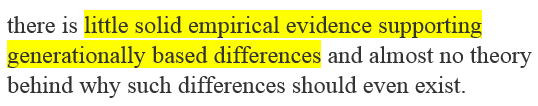 there is little solid empirical evidence supporting
generationally based differences and almost no theory
behind why such differences should even exist.